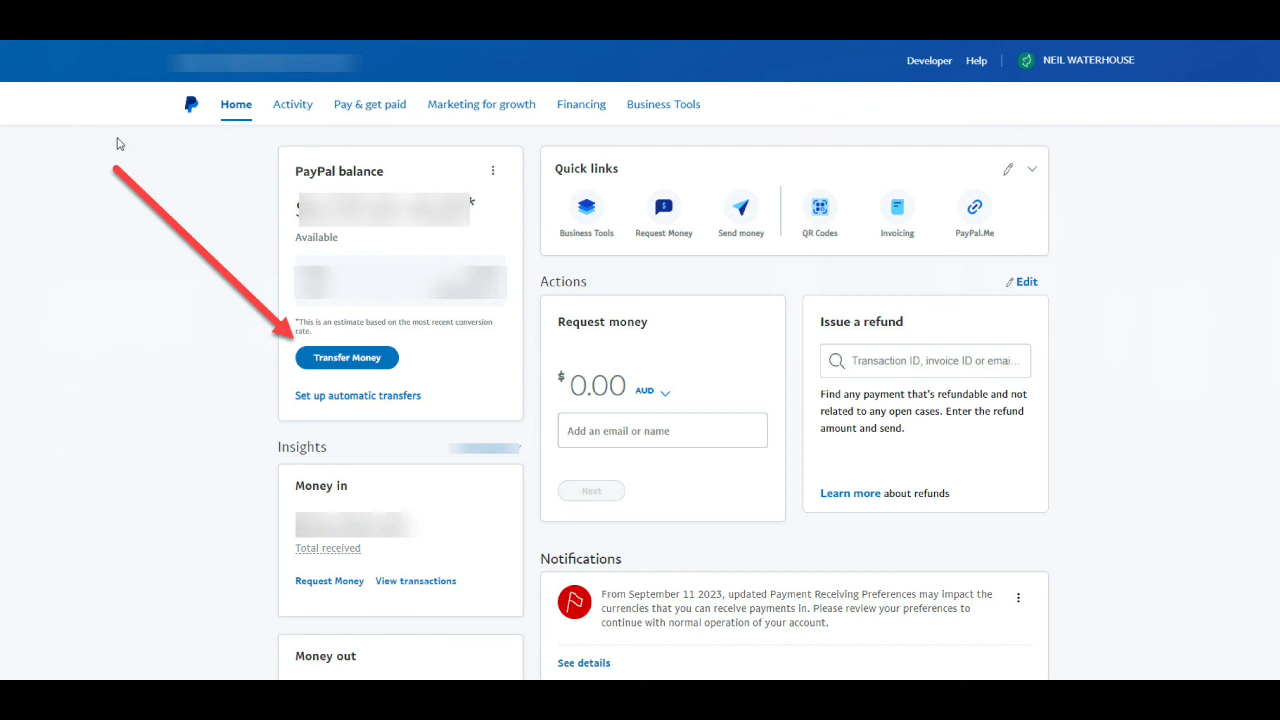 Developer Help NEIL WATERHOUSE
Home Activity Pay & get paid Marketing for growth Financing Business Tools
PayPal balance
*
Available
*This is an estimate based on the most recent conversion
rate.
Transfer Money
Set up automatic transfers
Quick links
Business Tools Request Money Send money QR Codes Invoicing PayPal.Me
Actions
Edit
Request money
$ 0.00 AUD
Add an email or name
Next
Issue a refund
Transaction ID, invoice ID or emai...
Find any payment that's refundable and not
related to any open cases. Enter the refund
amount and send.
Learn more about refunds
Insights
Money in
Total received
Request Money View transactions
Money out
Notifications
From September 11 2023, updated Payment Receiving Preferences may impact the
currencies that you can receive payments in. Please review your preferences to
continue with normal operation of your account.
See details